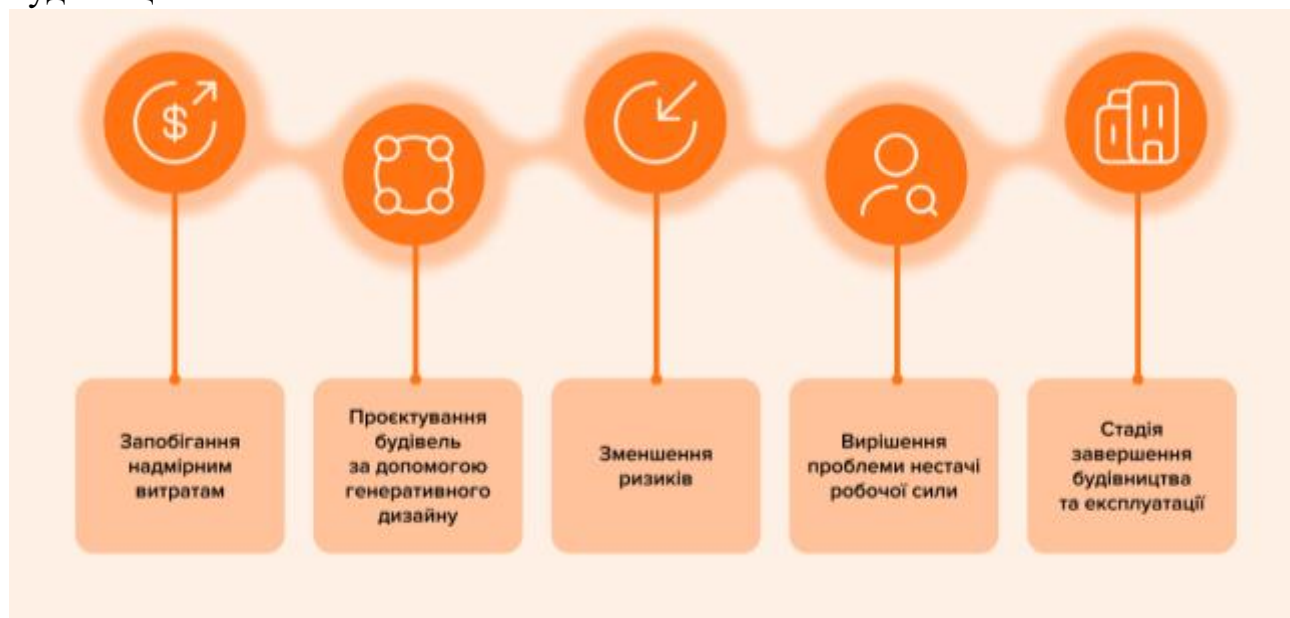 Запобігання
надмірним
витратам
Проєктування
будівель
за допомогою
генеративного
дизайну
Зменшення
ризиків
Вирішення
проблеми нестачі
робочої сили
Стадія
завершення
будівництва
та експлуатації